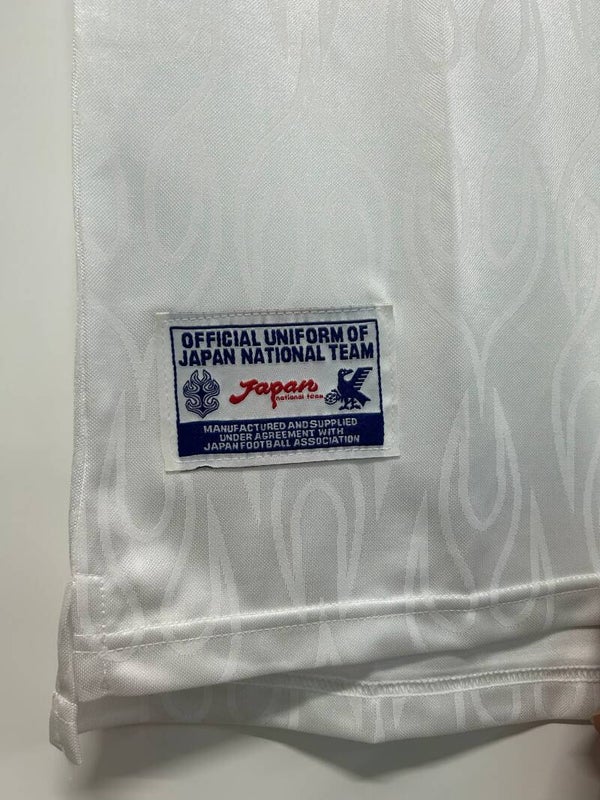 OFFICIAL UNIFORM OF
JAPAN NATIONAL TEAM
Japan
national team
MANUFACTURED AND SUPPLIED
UNDER AGREEMENT WITH
JAPAN FOOTBALL ASSOCIATION